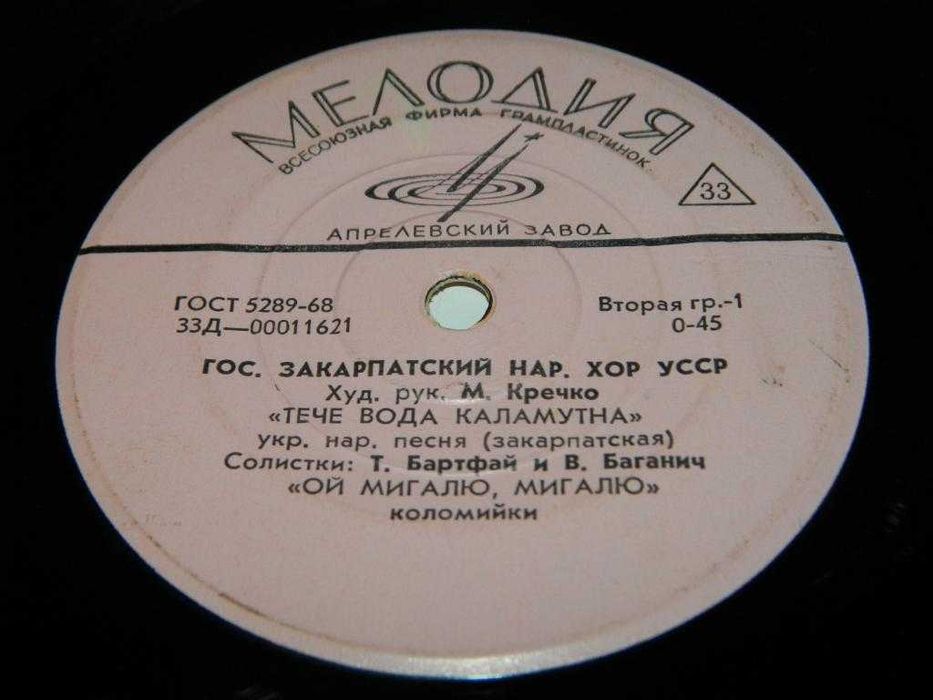 МЕЛОДИЯ
ВСЕСОЮЗНАЯ ФИРМА ГРАМПЛАСТИНОК
33
АПРЕЛЕВСКИЙ ЗАВОД
ГОСТ 5289-68 Вторая гр.-1
33Д—00011621 0-45
ГОС. ЗАКАРПАТСКИЙ НАР. ХОР УССР
Худ. рук. М. Кречко
«ТЕЧЕ ВОДА КАЛАМУТНА»
укр. нар. песня (закарпатская)
Солистки: Т. Бартфай и В. Баганич
«ОЙ МИГАЛЮ, МИГАЛЮ»
коломийки